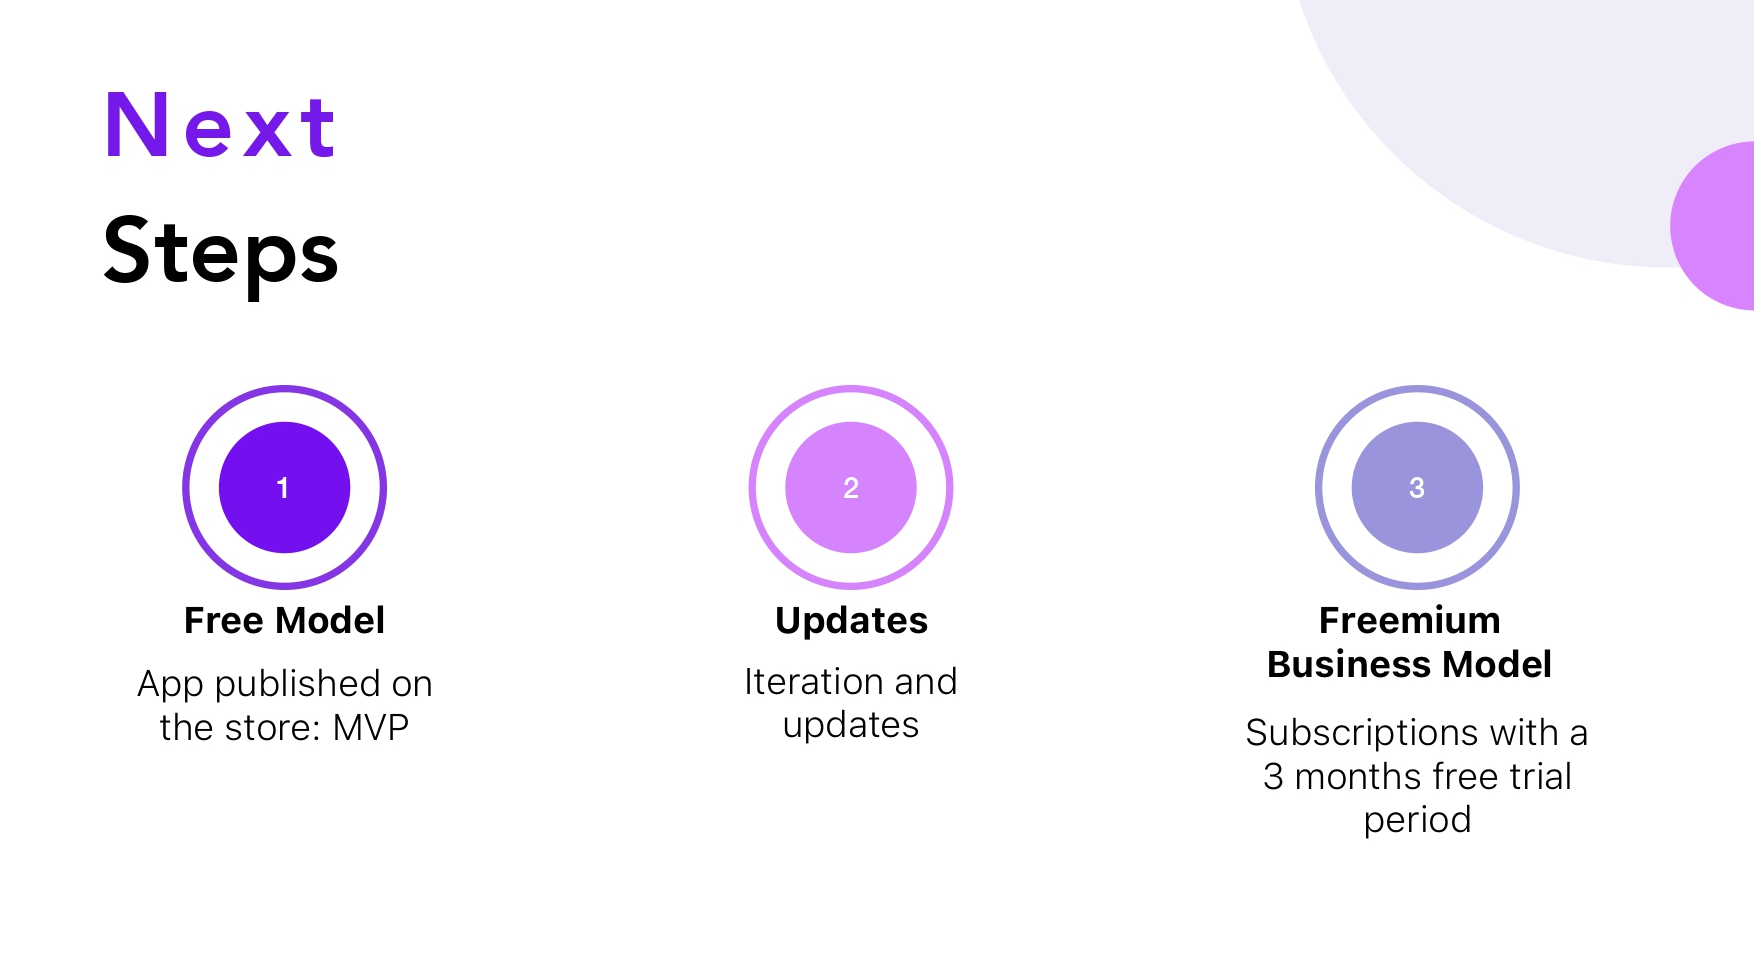 Next
Steps
1
Free Model
App published on
the store: MVP
2
Updates
Iteration and
updates
3
Freemium
Business Model
Subscriptions with a
3 months free trial
period